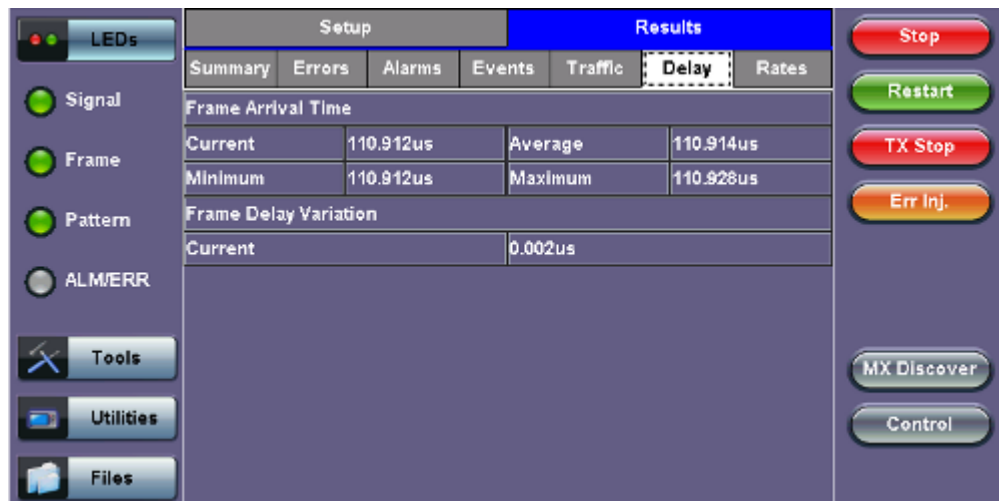 LEDs
Signal
Frame
Pattern
ALM/ERR
Tools
Utilities
Files
Setup Results
Summary Errors Alarms Events Traffic Delay Rates
Frame Arrival Time
Current 110.912us Average 110.914us
Minimum 110.912us Maximum 110.928us
Frame Delay Variation
Current 0.002us
Stop
Restart
TX Stop
Err Inj.
MX Discover
Control